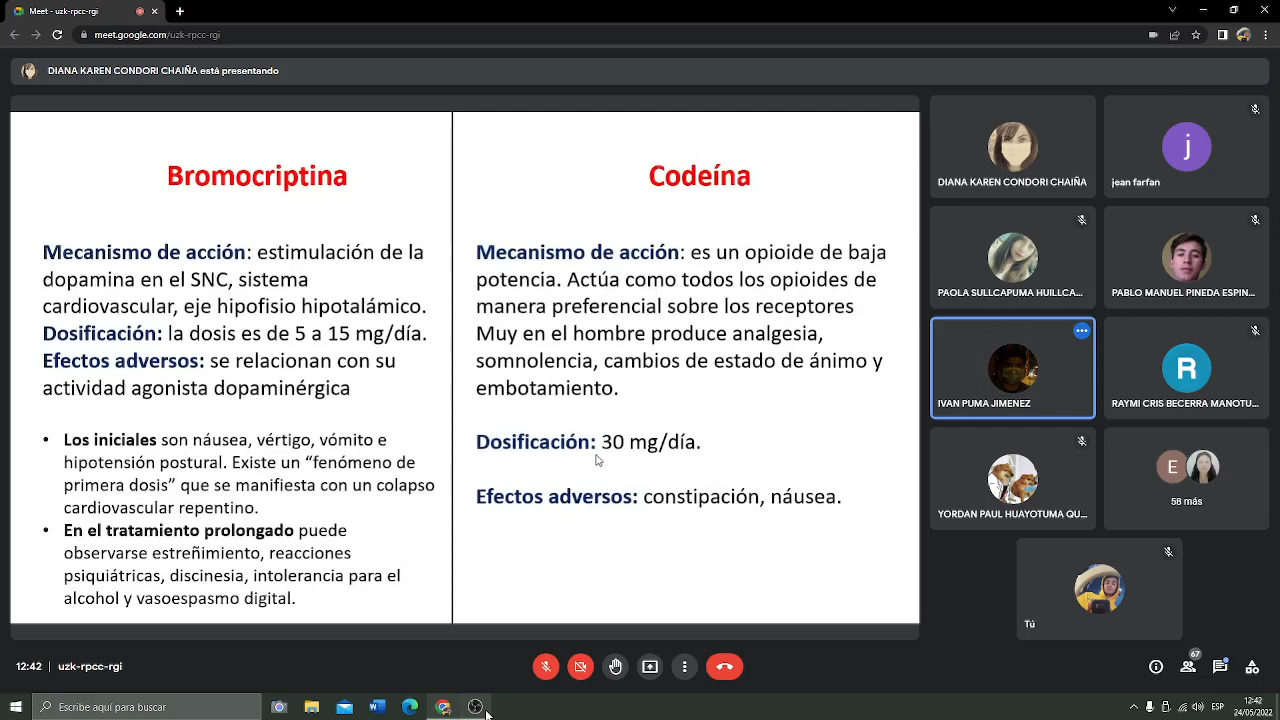 Meet - uzk-rpcc-rgi
meet.google.com/uzk-rpcc-rgi
DIANA KAREN CONDORI CHAIÑA está presentando
Bromocriptina
Mecanismo de acción: estimulación de la
dopamina en el SNC, sistema
cardiovascular, eje hipofisio hipotalámico.
Dosificación: la dosis es de 5 a 15 mg/día.
Efectos adversos: se relacionan con su
actividad agonista dopaminérgica
• Los iniciales son náusea, vértigo, vómito e
hipotensión postural. Existe un “fenómeno de
primera dosis” que se manifiesta con un colapso
cardiovascular repentino.
• En el tratamiento prolongado puede
observarse estreñimiento, reacciones
psiquiátricas, discinesia, intolerancia para el
alcohol y vasoespasmo digital.
Codeína
Mecanismo de acción: es un opioide de baja
potencia. Actúa como todos los opioides de
manera preferencial sobre los receptores
Muy en el hombre produce analgesia,
somnolencia, cambios de estado de ánimo y
embotamiento.
Dosificación: 30 mg/día.
Efectos adversos: constipación, náusea.
DIANA KAREN CONDORI CHAIÑA
j
jean farfan
PAOLA SULLCAPUMA HUILLCA...
PABLO MANUEL PINEDA ESPIN...
IVAN PUMA JIMENEZ
R
RAYMI CRIS BECERRA MANOTU...
YORDAN PAUL HUAYOTUMA QU...
E
58 más
Tú
12:42
uzk-rpcc-rgi
67
Escribe aquí para buscar
ESP
12:42
24/05/2022